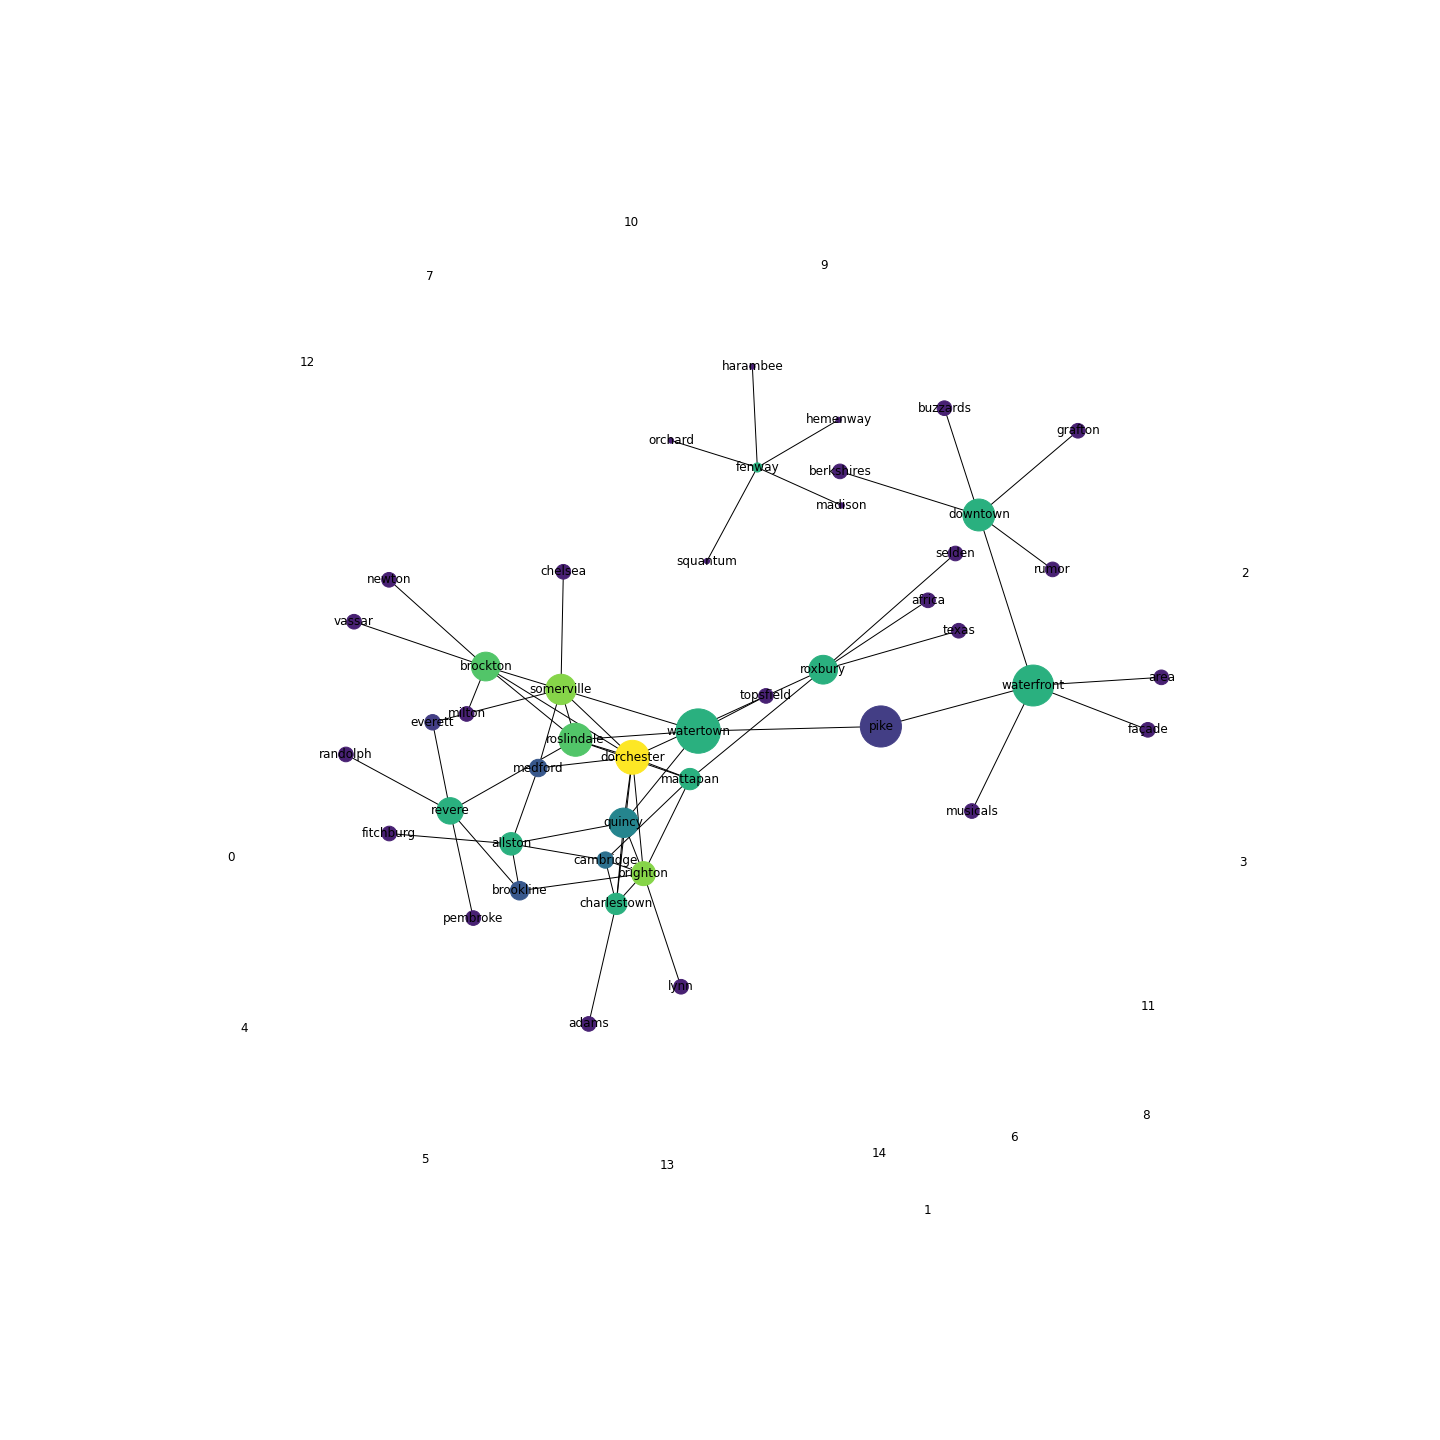 10
9
7
12
harambee
buzzards
hemenway
grafton
orchard
fenway
berkshires
madison
downtown
selden
squantum
rumor
chelsea
2
newton
africa
vassar
texas
brockton
roxbury
area
waterfront
somerville
topsfield
milton
everett
pike
façade
watertown
roslindale
randolph
dorchester
medford
mattapan
revere
musicals
quincy
fitchburg
allston
0
cambridge
3
brighton
brookline
charlestown
pembroke
lynn
11
adams
4
8
6
14
5
13
1